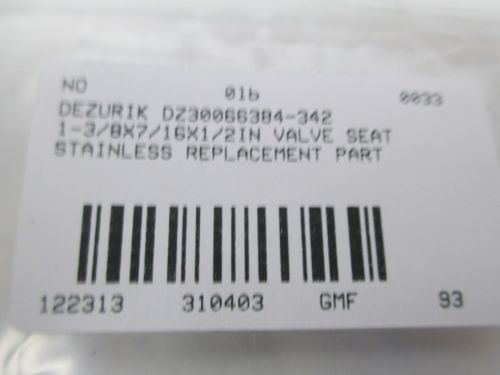 NO 01b 0033
DEZURIK DZ30066384-342
1-3/8X7/16X1/2IN VALVE SEAT
STAINLESS REPLACEMENT PART
122313 310403 GMF 93